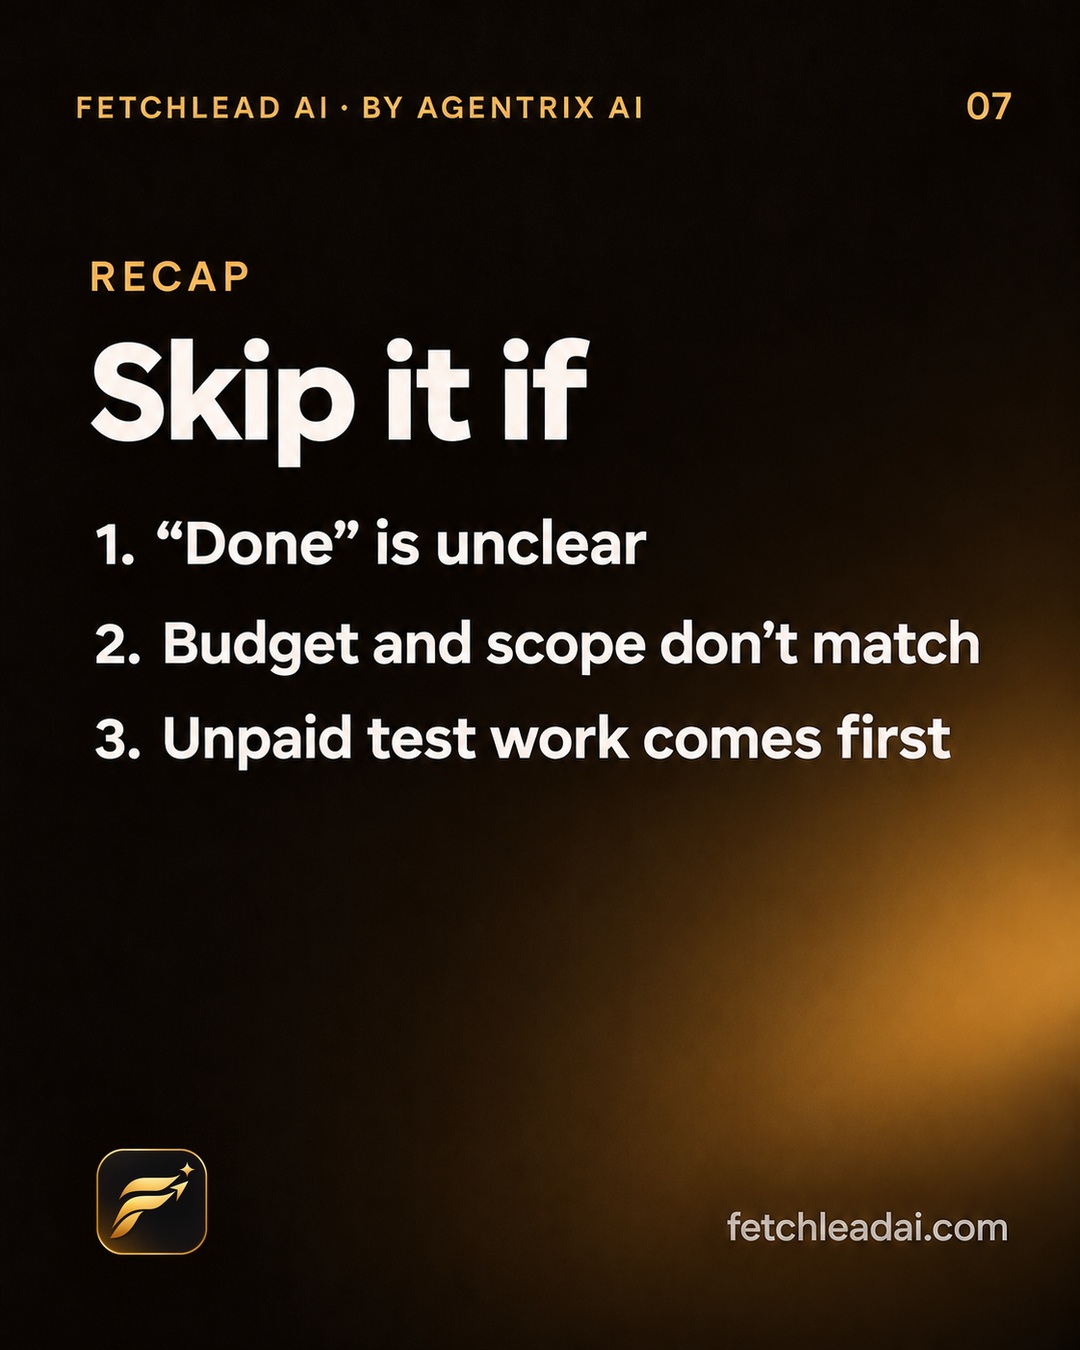 FETCHLEAD AI · BY AGENTRIX AI
07
RECAP
Skip it if
1. “Done” is unclear
2. Budget and scope don’t match
3. Unpaid test work comes first
fetchleadai.com